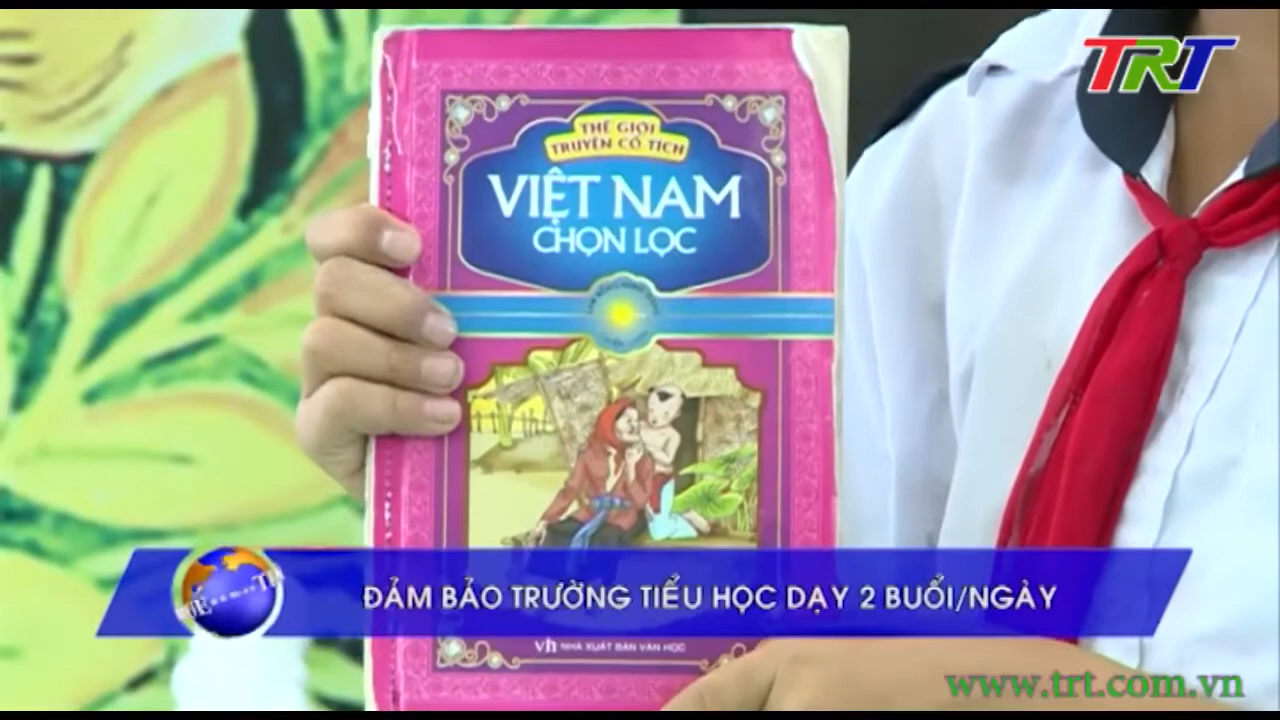 TRT
THẾ GIỚI
TRUYỆN CỔ TÍCH
VIỆT NAM
CHỌN LỌC
ĐẢM BẢO TRƯỜNG TIỂU HỌC DẠY 2 BUỔI/NGÀY
vh NHÀ XUẤT BẢN VĂN HỌC
www.trt.com.vn